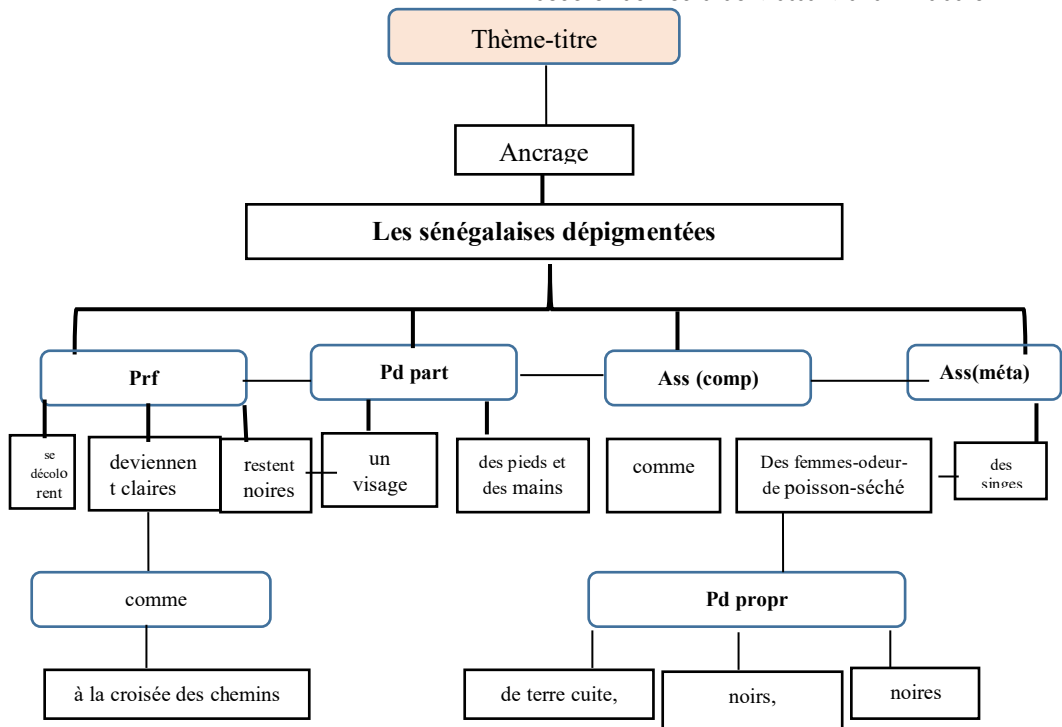 Thème-titre
Ancrage
Les sénégalaises dépigmentées
Prf
Pd part
Ass (comp)
Ass(méta)
se
décolo
rent
deviennen
t claires
restent
noires
un
visage
des pieds et
des mains
comme
Des femmes-odeur-
de poisson-séché
des
singes
comme
Pd propr
à la croisée des chemins
de terre cuite,
noirs,
noires